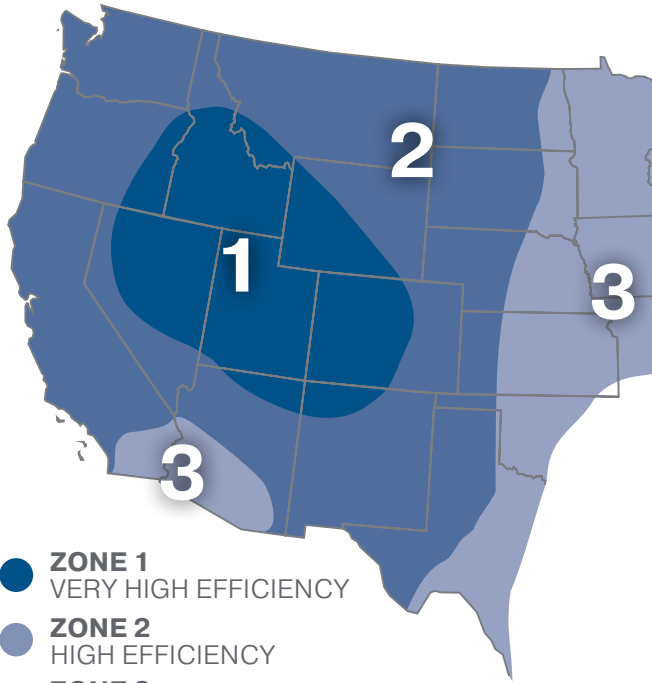 2
1
3
3
ZONE 1
VERY HIGH EFFICIENCY
ZONE 2
HIGH EFFICIENCY